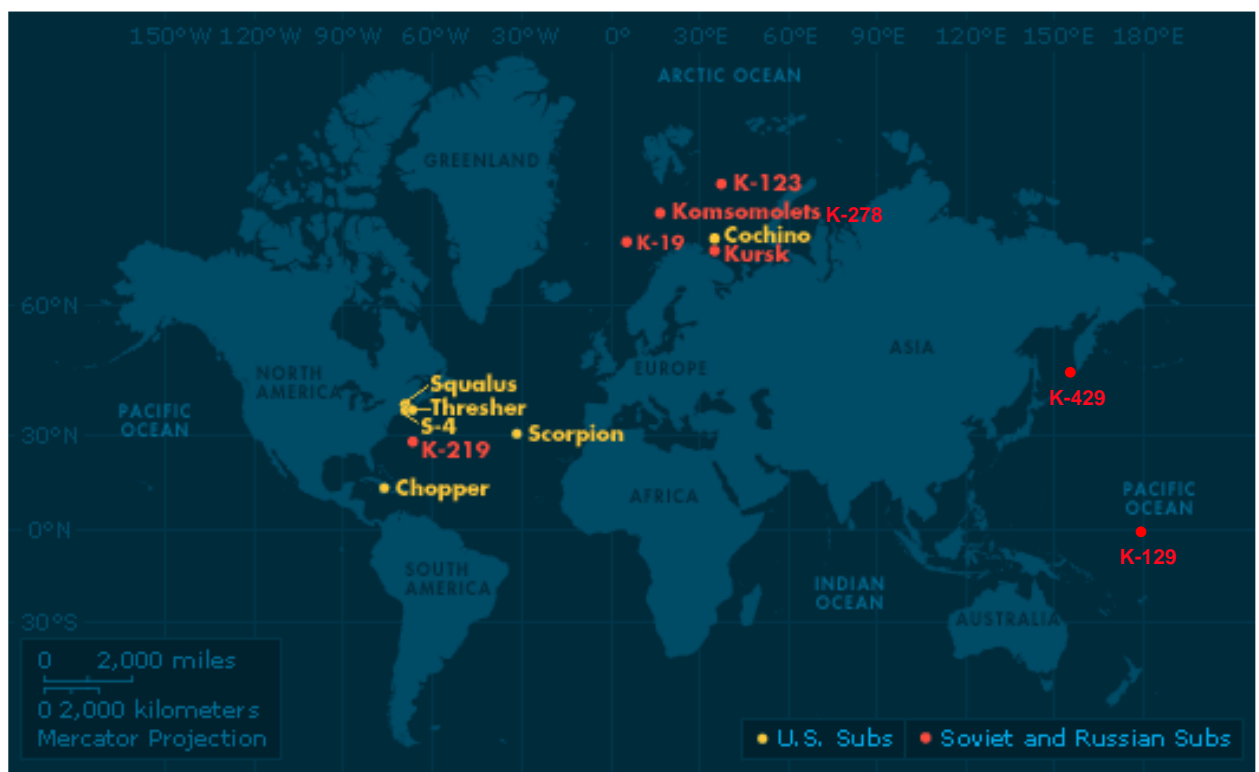 150°W 120°W 90°W 60°W 30°W 0° 30°E 60°E 90°E 120°E 150°E 180°E
ARCTIC OCEAN
GREENLAND
K-123
Komsomolets K-278
Cochino
K-19
Kursk
60°N
ASIA
NORTH
AMERICA
EUROPE
Squalus
K-429
Thresher
PACIFIC
OCEAN
S-4
Scorpion
30°N
K-219
Chopper
AFRICA
PACIFIC
OCEAN
0°N
K-129
SOUTH
AMERICA
INDIAN
OCEAN
AUSTRALIA
30°S
0 2,000 miles
0 2,000 kilometers
Mercator Projection
U.S. Subs
Soviet and Russian Subs